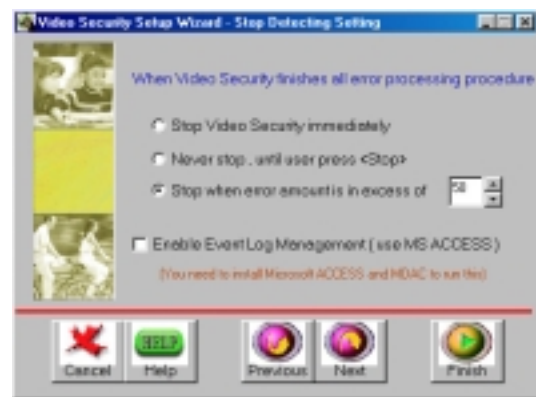 Video Security Setup Wizard - Stop Detecting Setting
When Video Security finishes all error processing procedure
Stop Video Security immediately
Never stop , until user press <Stop>
Stop when error amount is in excess of 50
Enable Event Log Management ( use MS ACCESS )
(You need to install Microsoft ACCESS and MDAC to run this)
Cancel
HELP
Help
Previous
Next
Finish